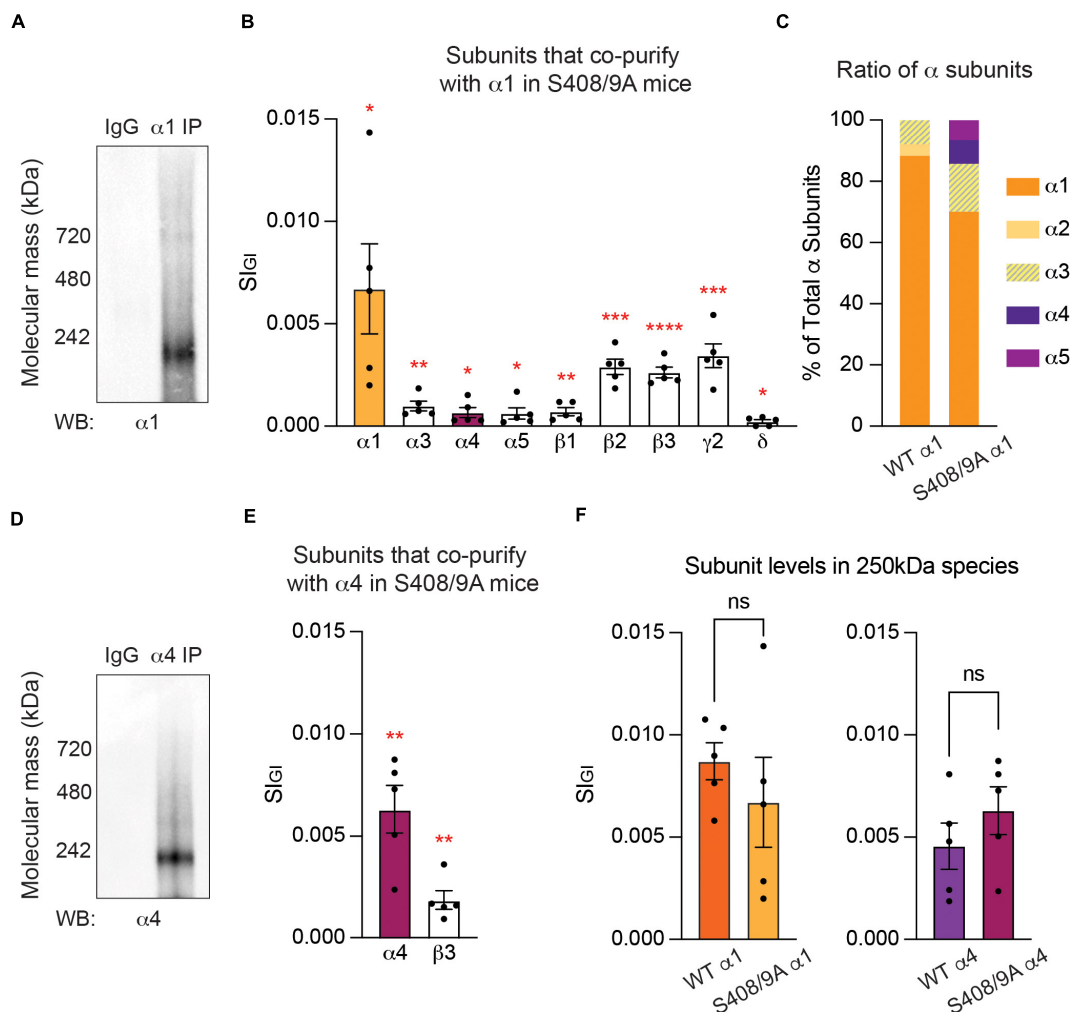 A
IgG α1 IP
Molecular mass (kDa)
720
480
242
WB: α1
B
Subunits that co-purify
with α1 in S408/9A mice
SIGI
0.015
0.010
0.005
0.000
*
**
*
*
**
***
****
***
*
α1 α3 α4 α5 β1 β2 β3 γ2 δ
C
Ratio of α subunits
% of Total α Subunits
100
80
60
40
20
0
WT α1
S408/9A α1
α1
α2
α3
α4
α5
D
IgG α4 IP
Molecular mass (kDa)
720
480
242
WB: α4
E
Subunits that co-purify
with α4 in S408/9A mice
SIGI
0.015
0.010
0.005
0.000
**
**
α4 β3
F
Subunit levels in 250kDa species
SIGI
0.015
0.010
0.005
0.000
ns
WT α1
S408/9A α1
0.015
0.010
0.005
0.000
ns
WT α4
S408/9A α4